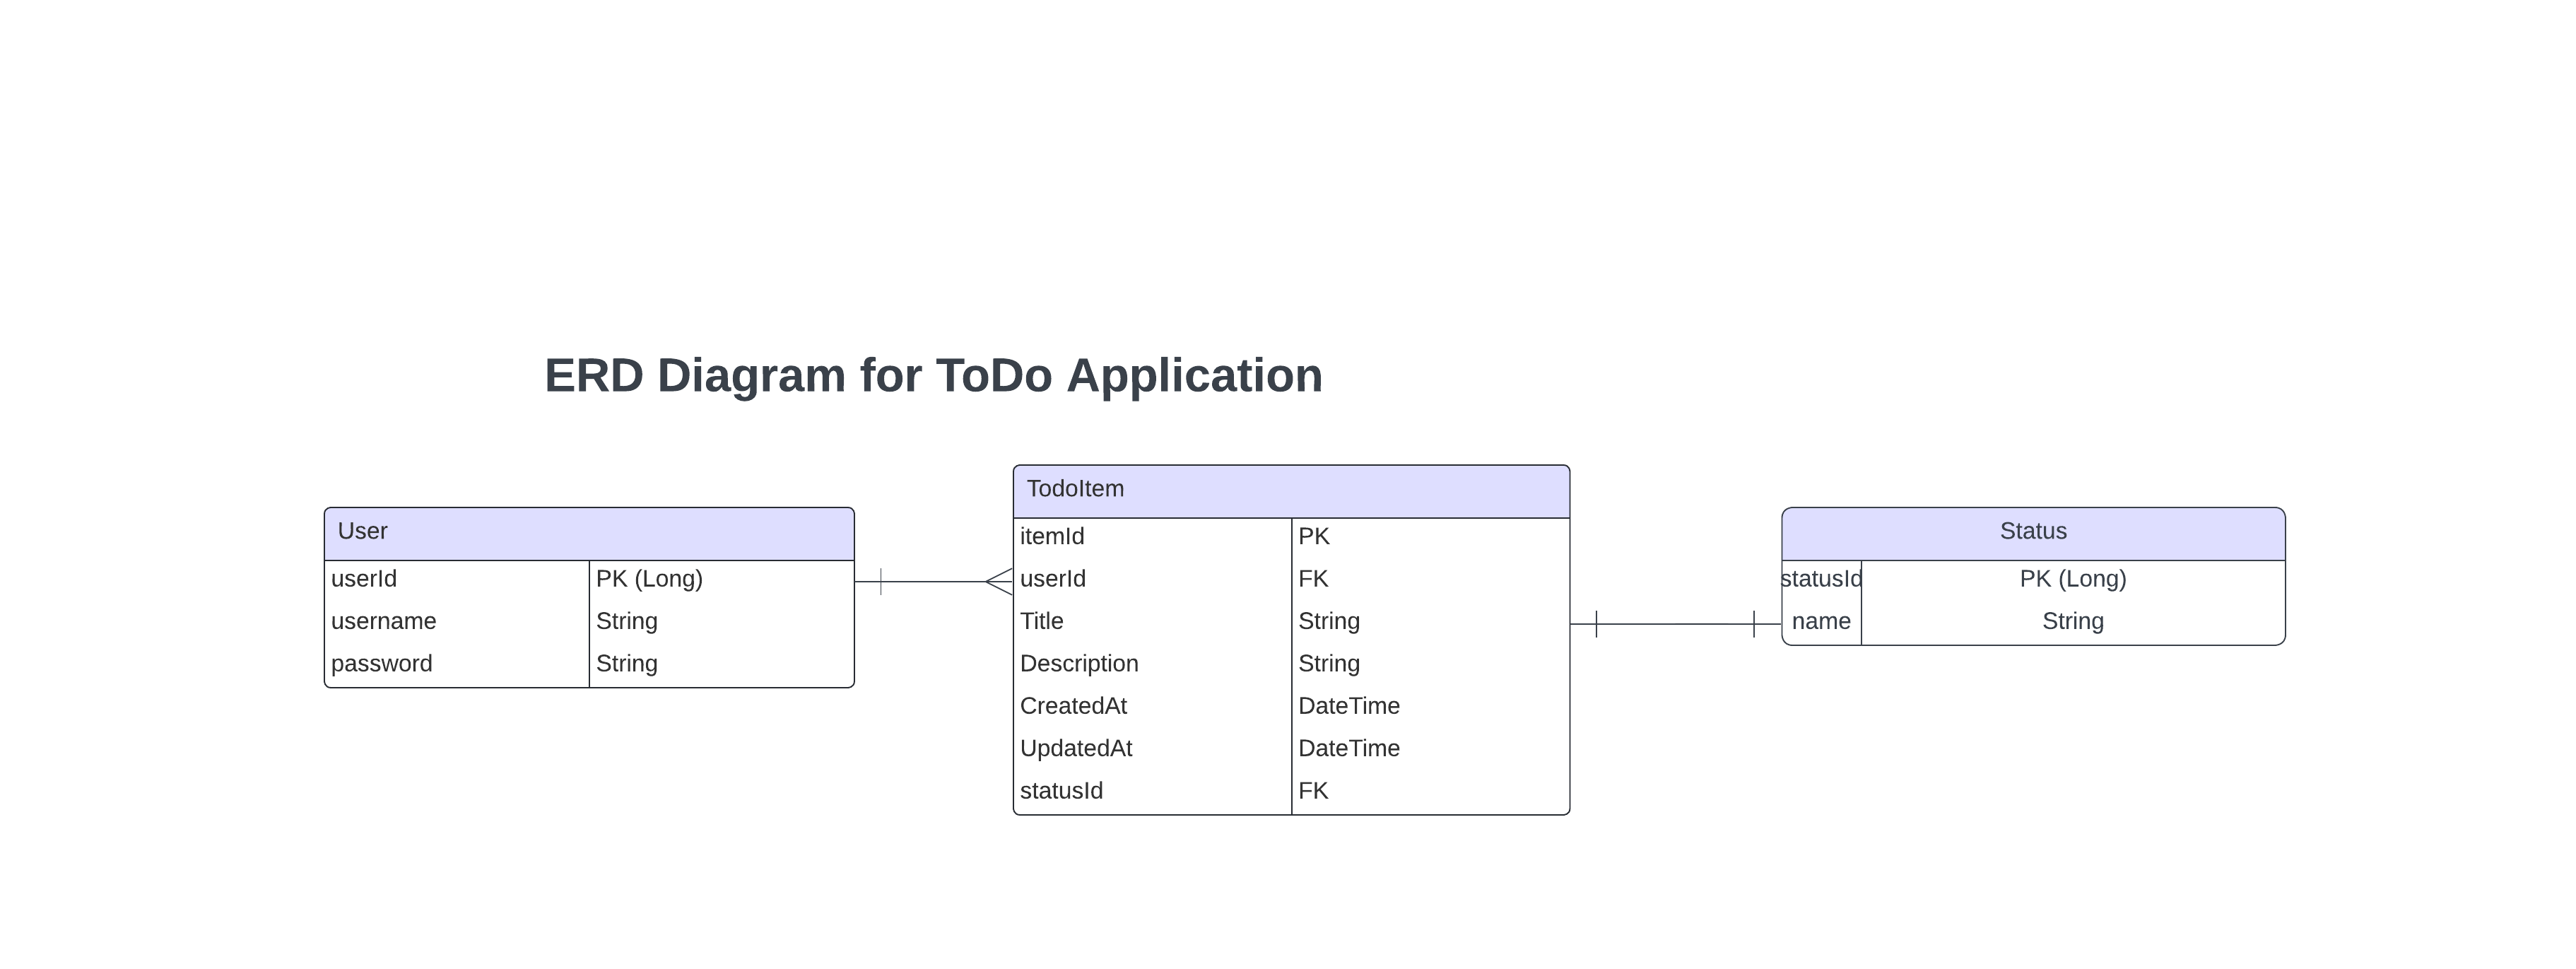 ERD Diagram for ToDo Application
User
userId PK (Long)
username String
password String
TodoItem
itemId PK
userId FK
Title String
Description String
CreatedAt DateTime
UpdatedAt DateTime
statusId FK
Status
statusId PK (Long)
name String